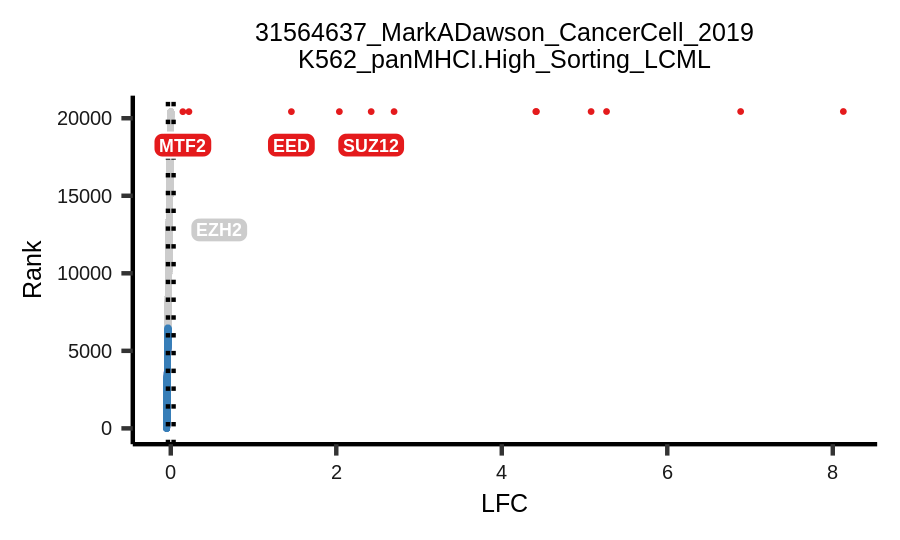 31564637_MarkADawson_CancerCell_2019
K562_panMHCI.High_Sorting_LCML
20000
MTF2 EED SUZ12
15000
EZH2
Rank
10000
5000
0
0 2 4 6 8
LFC